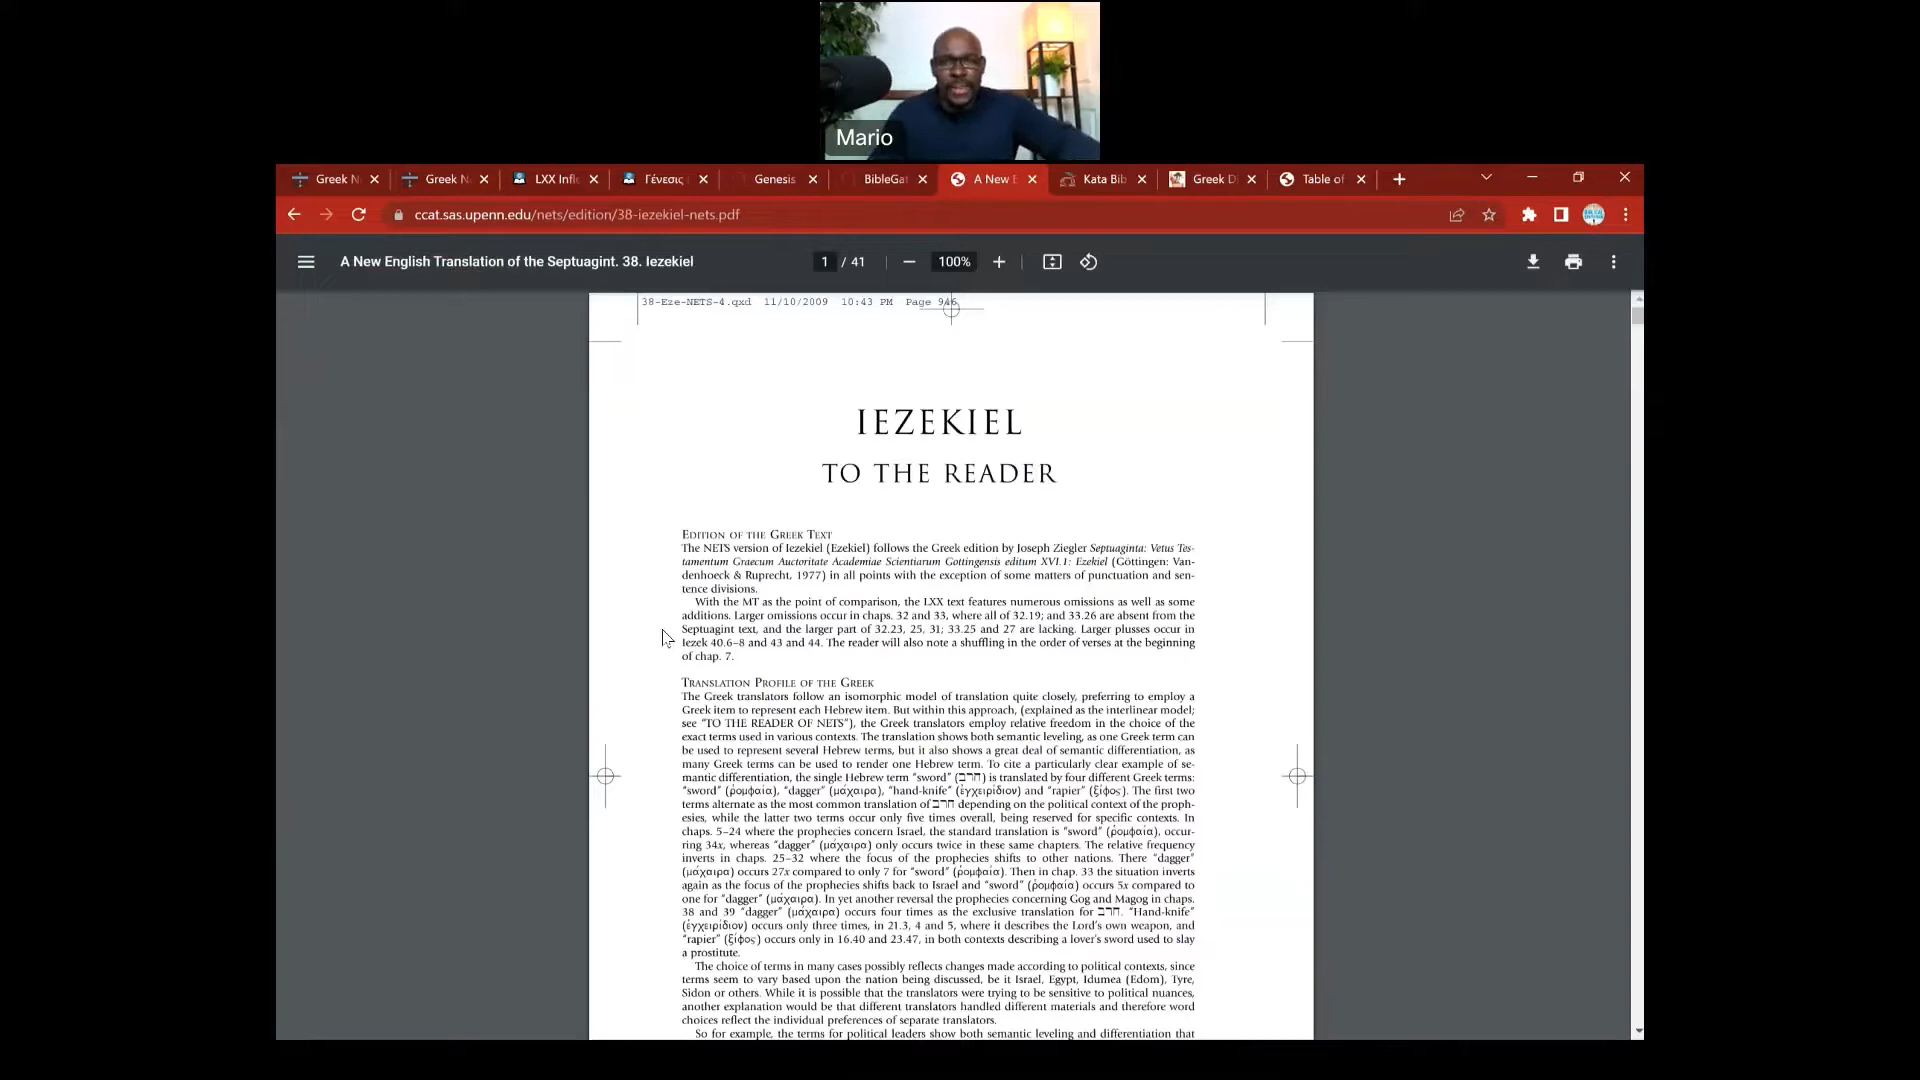 Mario
Greek N
Greek N
LXX Infl
Γένεσις
Genesis
BibleGat
A New E
Kata Bib
Greek Di
Table of
ccat.sas.upenn.edu/nets/edition/38-iezekiel-nets.pdf
A New English Translation of the Septuagint. 38. Iezekiel
1 / 41
100%
38-Eze-NETS-4.qxd 11/10/2009 10:43 PM Page 946
IEZEKIEL
TO THE READER
EDITION OF THE GREEK TEXT
The NETS version of Iezekiel (Ezekiel) follows the Greek edition by Joseph Ziegler Septuaginta: Vetus Tes-
tamentum Graecum Auctoritate Academiae Scientiarum Gottingensis editum XVI.1: Ezekiel (Göttingen: Van-
denhoeck & Ruprecht, 1977) in all points with the exception of some matters of punctuation and sen-
tence divisions.
With the MT as the point of comparison, the LXX text features numerous omissions as well as some
additions. Larger omissions occur in chaps. 32 and 33, where all of 32.19; and 33.26 are absent from the
Septuagint text, and the larger part of 32.23, 25, 31; 33.25 and 27 are lacking. Larger plusses occur in
Iezek 40.6–8 and 43 and 44. The reader will also note a shuffling in the order of verses at the beginning
of chap. 7.
TRANSLATION PROFILE OF THE GREEK
The Greek translators follow an isomorphic model of translation quite closely, preferring to employ a
Greek item to represent each Hebrew item. But within this approach, (explained as the interlinear model;
see “TO THE READER OF NETS”), the Greek translators employ relative freedom in the choice of the
exact terms used in various contexts. The translation shows both semantic leveling, as one Greek term can
be used to represent several Hebrew terms, but it also shows a great deal of semantic differentiation, as
many Greek terms can be used to render one Hebrew term. To cite a particularly clear example of se-
mantic differentiation, the single Hebrew term “sword” (חרב) is translated by four different Greek terms:
“sword” (ῥομφαία), “dagger” (μάχαιρα), “hand-knife” (ἐγχειρίδιον) and “rapier” (ξίφος). The first two
terms alternate as the most common translation of חרב depending on the political context of the proph-
esies, while the latter two terms occur only five times overall, being reserved for specific contexts. In
chaps. 5–24 where the prophecies concern Israel, the standard translation is “sword” (ῥομφαία), occur-
ring 34x, whereas “dagger” (μάχαιρα) only occurs twice in these same chapters. The relative frequency
inverts in chaps. 25–32 where the focus of the prophecies shifts to other nations. There “dagger”
(μάχαιρα) occurs 27x compared to only 7 for “sword” (ῥομφαία). Then in chap. 33 the situation inverts
again as the focus of the prophecies shifts back to Israel and “sword” (ῥομφαία) occurs 5x compared to
one for “dagger” (μάχαιρα). In yet another reversal the prophecies concerning Gog and Magog in chaps.
38 and 39 “dagger” (μάχαιρα) occurs four times as the exclusive translation for חרב. “Hand-knife”
(ἐγχειρίδιον) occurs only three times, in 21.3, 4 and 5, where it describes the Lord’s own weapon, and
“rapier” (ξίφος) occurs only in 16.40 and 23.47, in both contexts describing a lover’s sword used to slay
a prostitute.
The choice of terms in many cases possibly reflects changes made according to political contexts, since
terms seem to vary based upon the nation being discussed, be it Israel, Egypt, Idumea (Edom), Tyre,
Sidon or others. While it is possible that the translators were trying to be sensitive to political nuances,
another explanation would be that different translators handled different materials and therefore word
choices reflect the individual preferences of separate translators.
So for example, the terms for political leaders show both semantic leveling and differentiation that